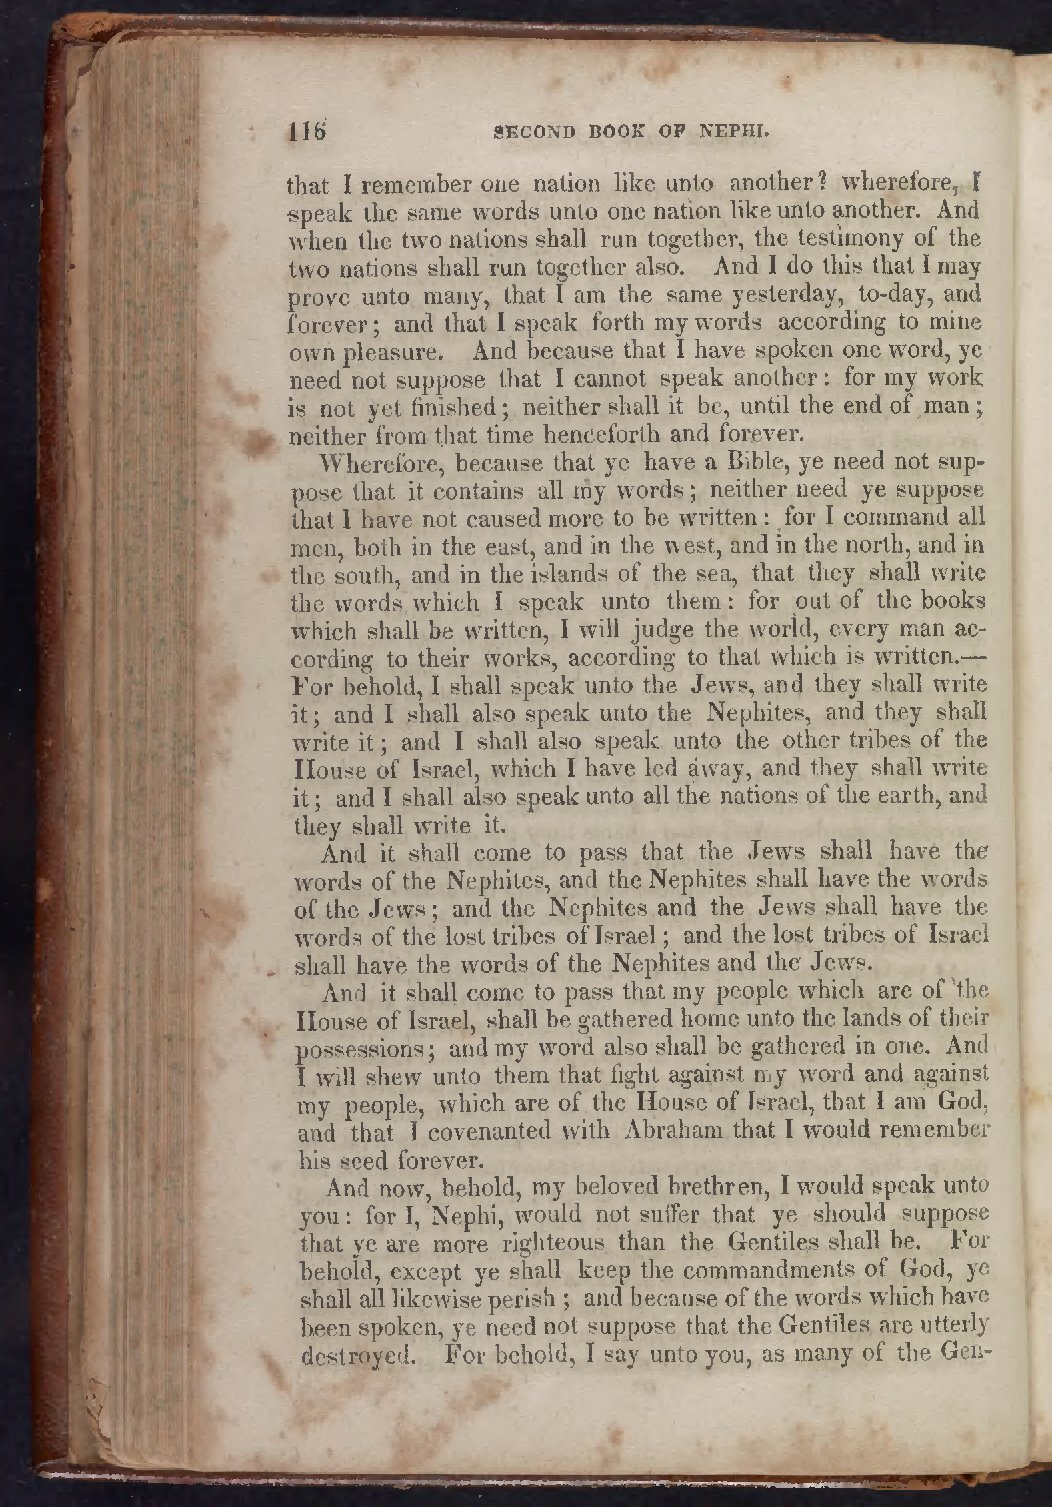 116 SECOND BOOK OF NEPHI.
that I remember one nation like unto another? wherefore, I
speak the same words unto one nation like unto another. And
when the two nations shall run together, the testimony of the
two nations shall run together also. And I do this that I may
prove unto many, that I am the same yesterday, to-day, and
forever; and that I speak forth my words according to mine
own pleasure. And because that I have spoken one word, ye
need not suppose that I cannot speak another: for my work
is not yet finished; neither shall it be, until the end of man;
neither from that time henceforth and forever.
Wherefore, because that ye have a Bible, ye need not sup-
pose that it contains all my words; neither need ye suppose
that I have not caused more to be written: for I command all
men, both in the east, and in the west, and in the north, and in
the south, and in the islands of the sea, that they shall write
the words which I speak unto them: for out of the books
which shall be written, I will judge the world, every man ac-
cording to their works, according to that which is written.—
For behold, I shall speak unto the Jews, and they shall write
it; and I shall also speak unto the Nephites, and they shall
write it; and I shall also speak unto the other tribes of the
House of Israel, which I have led away, and they shall write
it; and I shall also speak unto all the nations of the earth, and
they shall write it.
And it shall come to pass that the Jews shall have the
words of the Nephites, and the Nephites shall have the words
of the Jews; and the Nephites and the Jews shall have the
words of the lost tribes of Israel; and the lost tribes of Israel
shall have the words of the Nephites and the Jews.
And it shall come to pass that my people which are of the
House of Israel, shall be gathered home unto the lands of their
possessions; and my word also shall be gathered in one. And
I will shew unto them that fight against my word and against
my people, which are of the House of Israel, that I am God,
and that I covenanted with Abraham that I would remember
his seed forever.
And now, behold, my beloved brethren, I would speak unto
you: for I, Nephi, would not suffer that ye should suppose
that ye are more righteous than the Gentiles shall be. For
behold, except ye shall keep the commandments of God, ye
shall all likewise perish; and because of the words which have
been spoken, ye need not suppose that the Gentiles are utterly
destroyed. For behold, I say unto you, as many of the Gen-